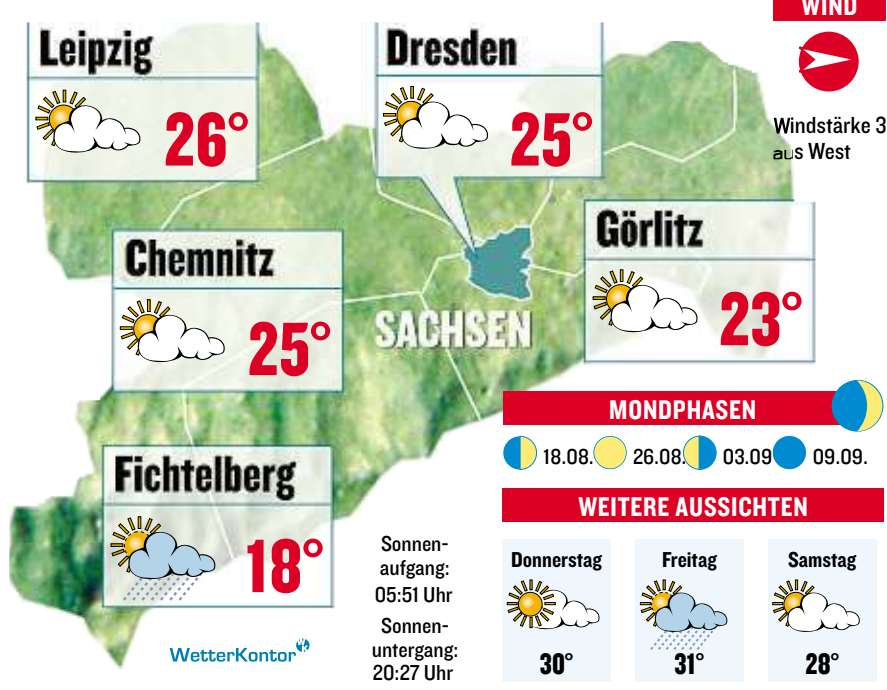 WIND
Windstärke 3
aus West
Leipzig
26°
Dresden
25°
Görlitz
23°
Chemnitz
25°
SACHSEN
Fichtelberg
18°
MONDPHASEN
18.08. 26.08. 03.09 09.09.
WEITERE AUSSICHTEN
Donnerstag
30°
Freitag
31°
Samstag
28°
Sonnen-
aufgang:
05:51 Uhr
Sonnen-
untergang:
20:27 Uhr
WetterKontor